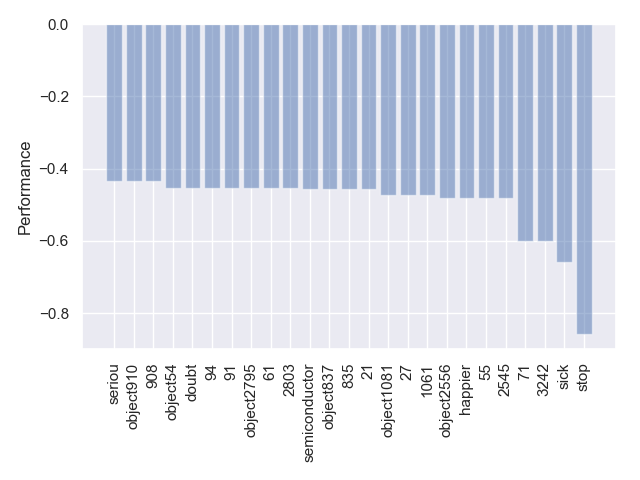 0.0
−0.2
−0.4
−0.6
−0.8
Performance
seriou
object910
908
object54
doubt
94
91
object2795
61
2803
semiconductor
object837
835
21
object1081
27
1061
object2556
happier
55
2545
71
3242
sick
stop